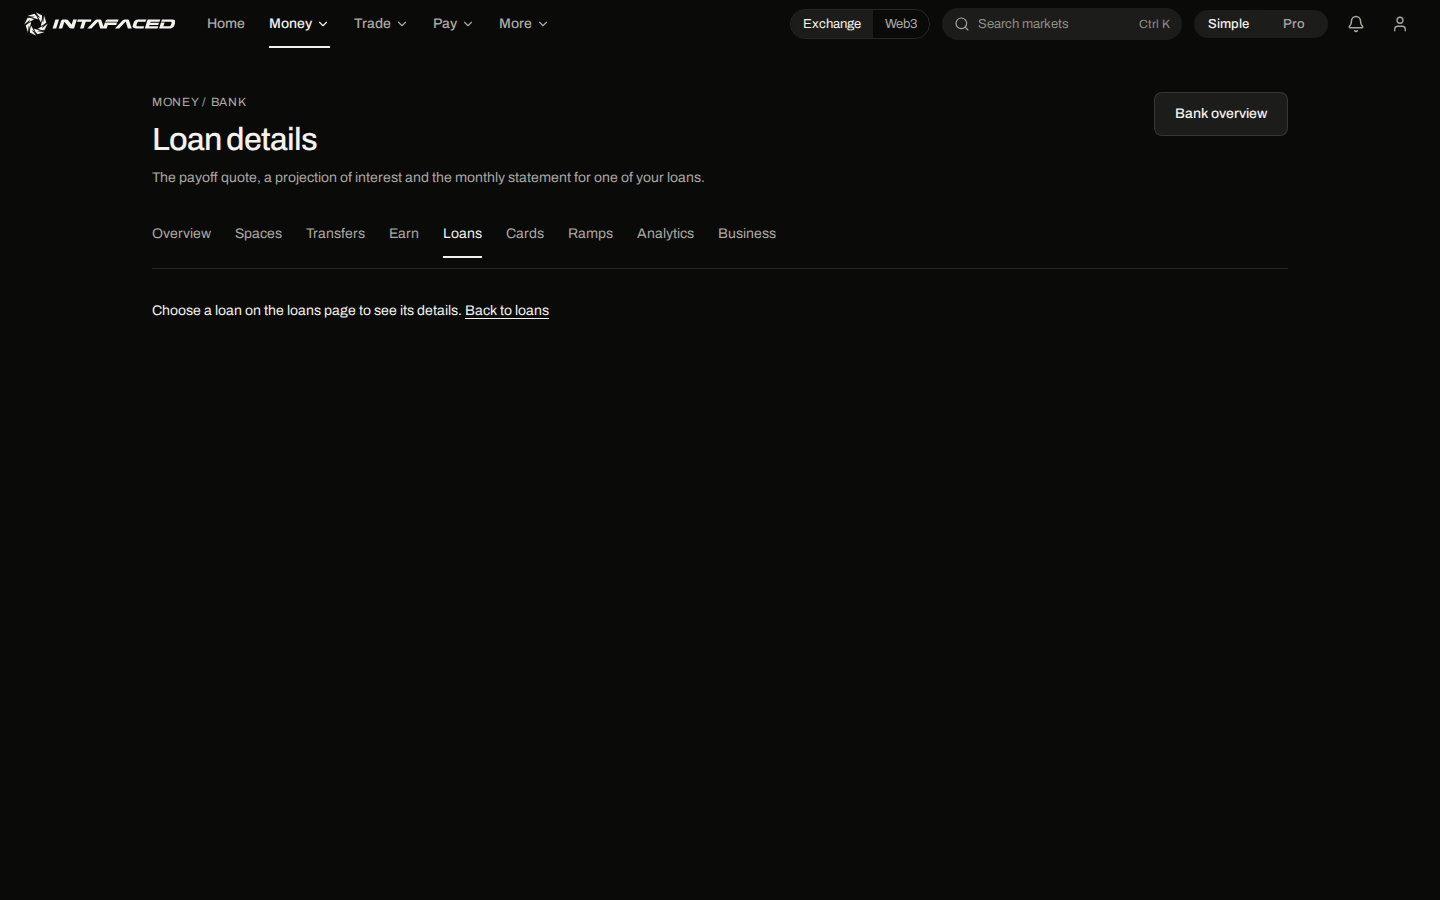 INTAFACED
Home
Money
Trade
Pay
More
Exchange
Web3
Search markets
Ctrl K
Simple
Pro
MONEY / BANK
Bank overview
Loan details
The payoff quote, a projection of interest and the monthly statement for one of your loans.
Overview
Spaces
Transfers
Earn
Loans
Cards
Ramps
Analytics
Business
Choose a loan on the loans page to see its details. Back to loans